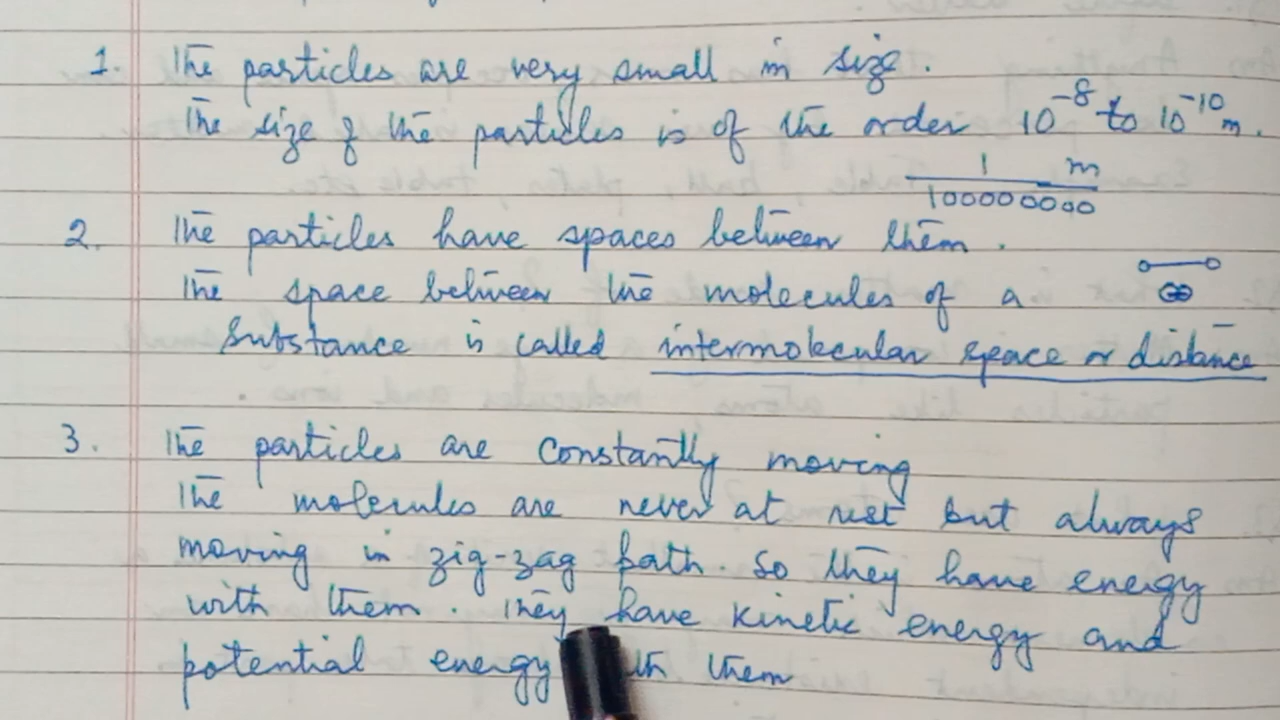 1. The particles are very small in size.
The size of the particles is of the order 10⁻⁸ to 10⁻¹⁰ m.
1 m
100000000
2. The particles have spaces between them.
The space between the molecules of a
substance is called intermolecular space or distance
3. The particles are constantly moving
The molecules are never at rest but always
moving in zig-zag path. So they have energy
with them. They have kinetic energy and
potential energy them